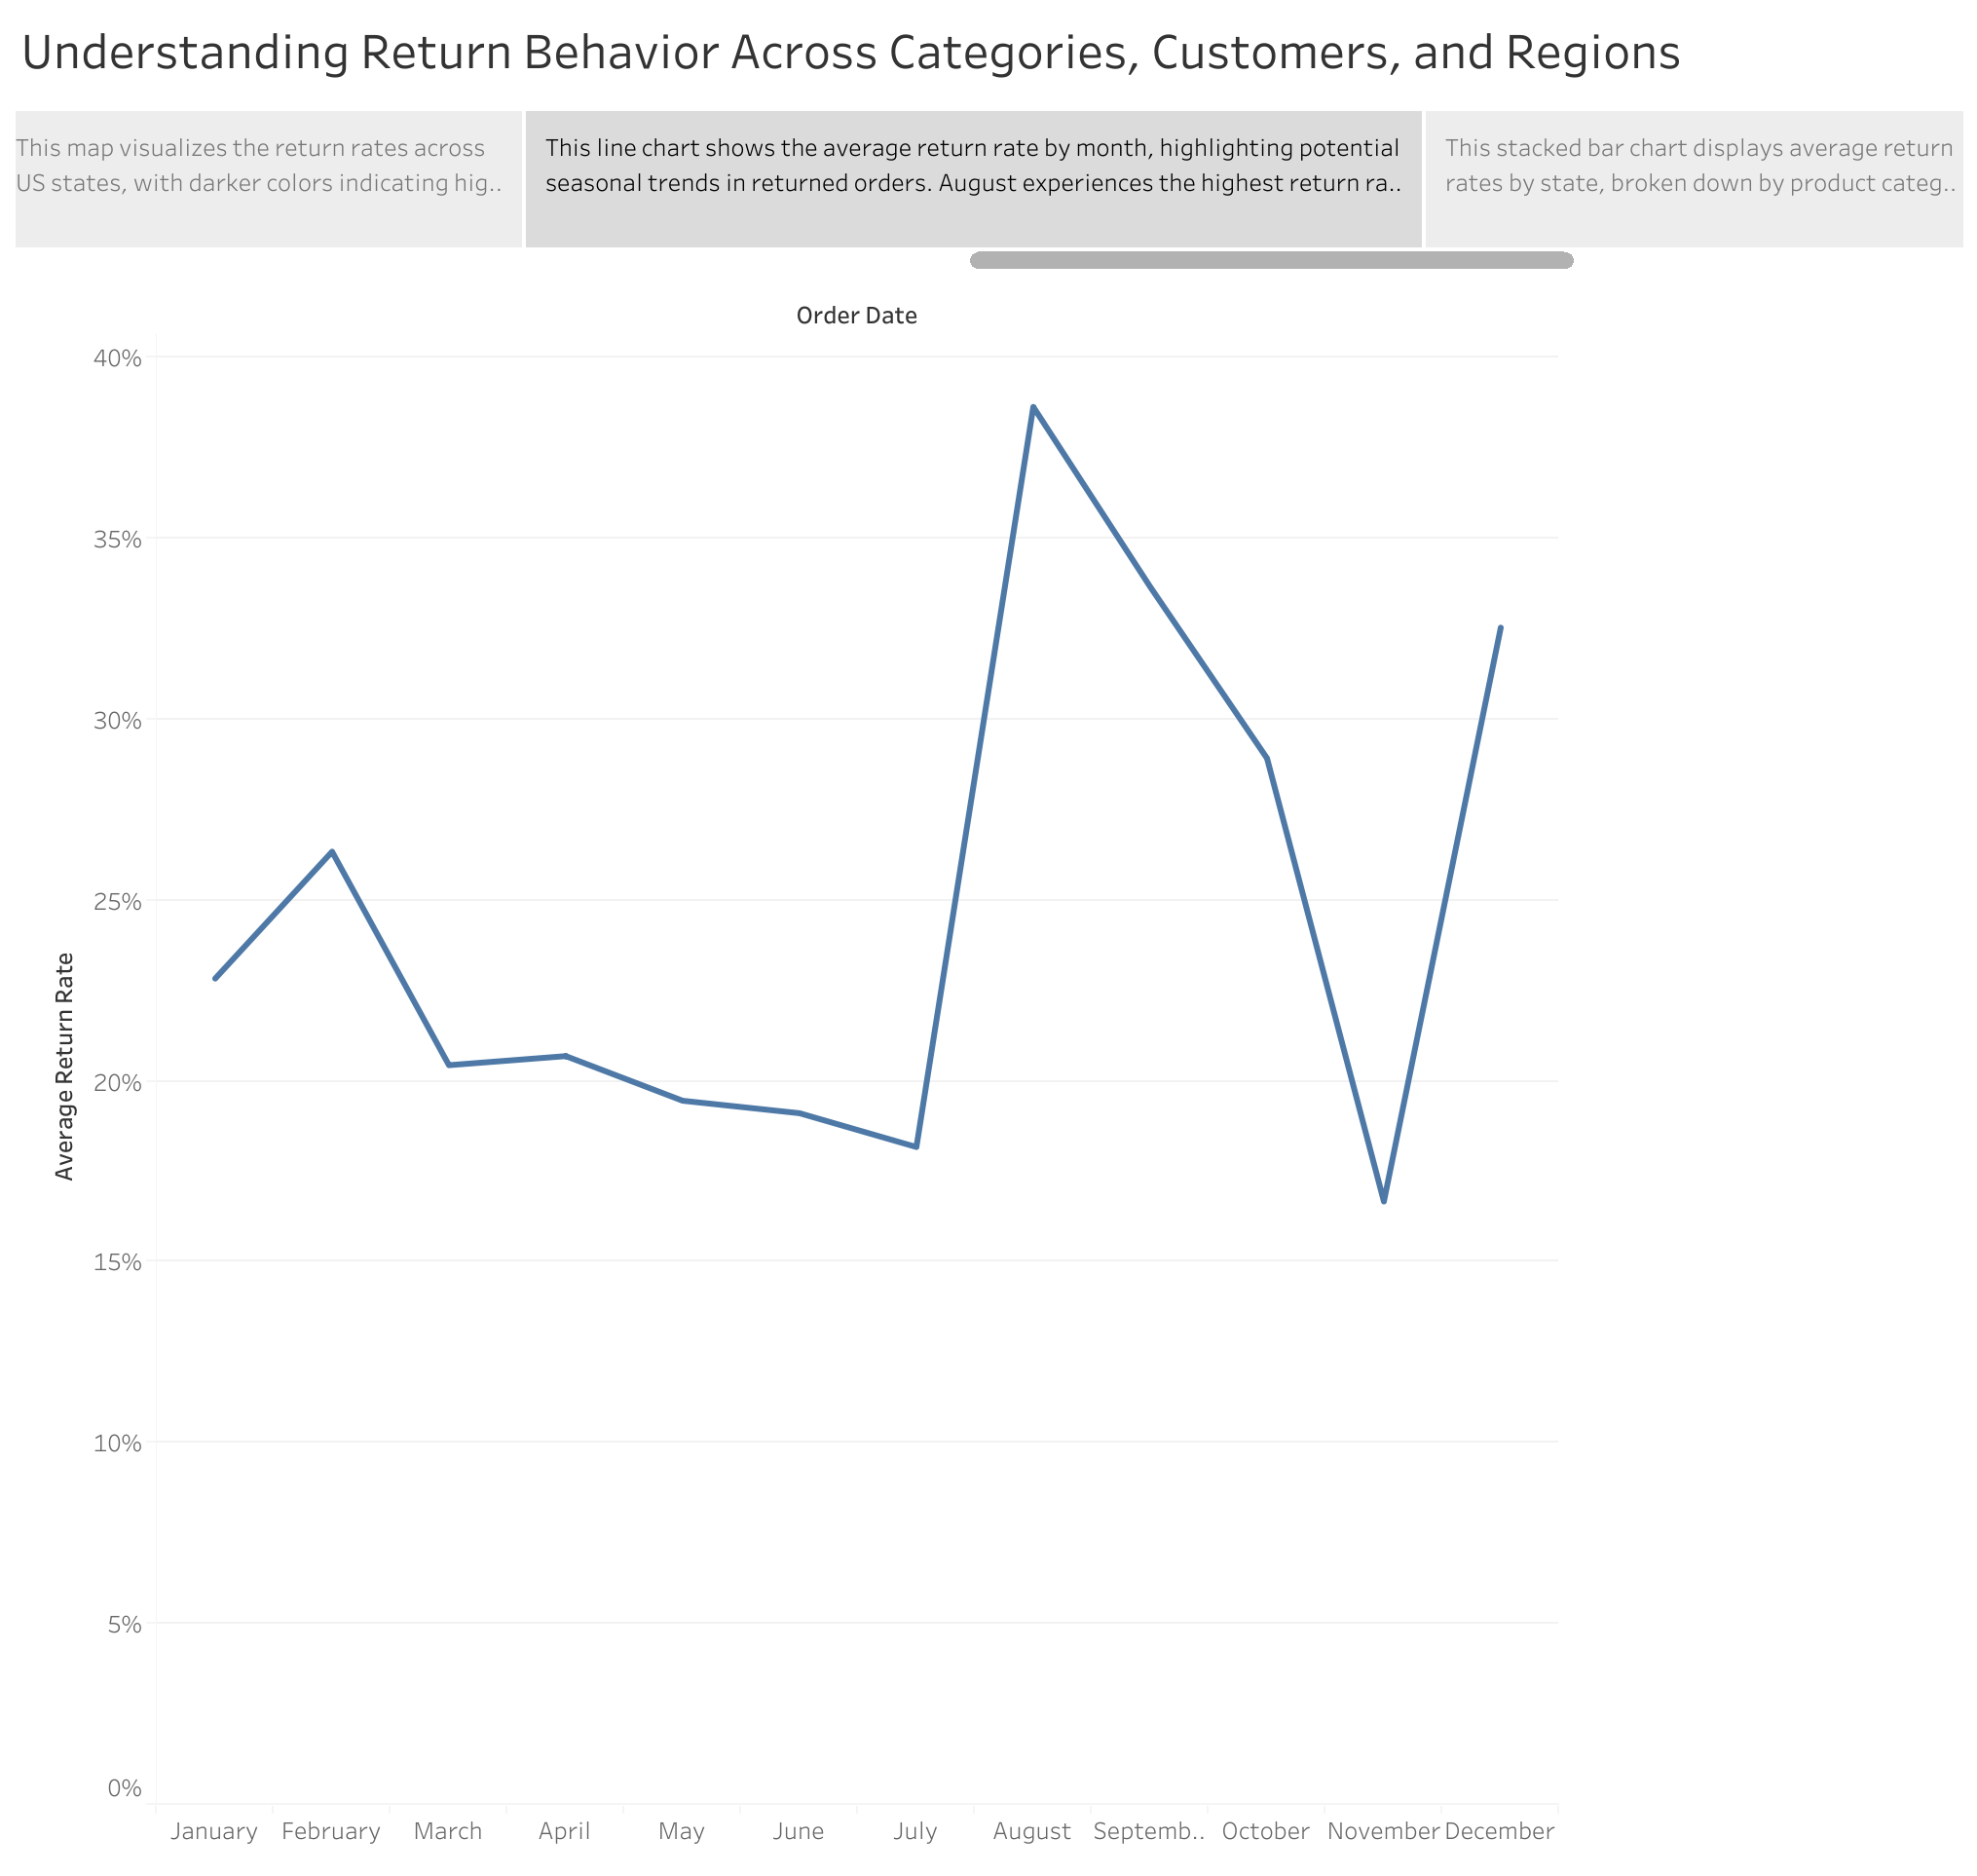 Understanding Return Behavior Across Categories, Customers, and Regions
This map visualizes the return rates across
US states, with darker colors indicating hig..
This line chart shows the average return rate by month, highlighting potential
seasonal trends in returned orders. August experiences the highest return ra..
This stacked bar chart displays average return
rates by state, broken down by product categ..
Order Date
40%
35%
30%
25%
20%
15%
10%
5%
0%
Average Return Rate
January
February
March
April
May
June
July
August
Septemb..
October
November
December